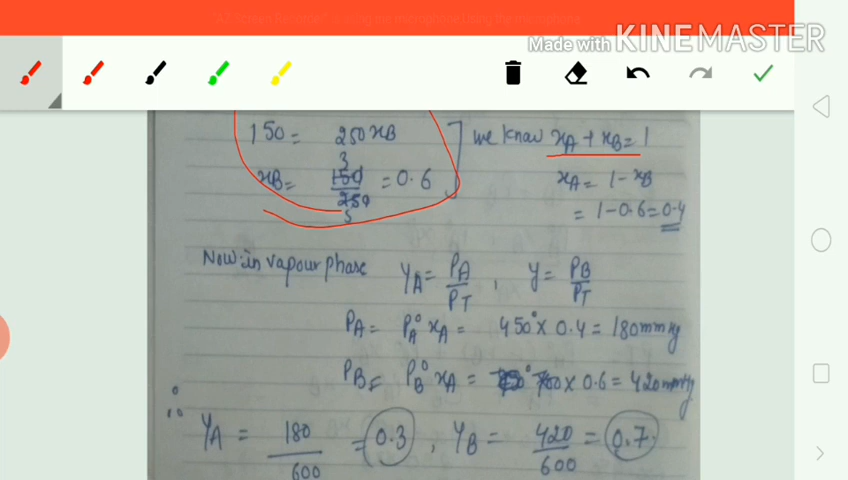 Made with KINEMASTER
150 = 250 xB
xB = 150/250 3/5 = 0.6
we know xA + xB = 1
xA = 1 - xB
= 1 - 0.6 = 0.4
Now in vapour phase YA = PA/PT , Y = PB/PT
PA = P°A xA = 450° × 0.4 = 180 mm Hg
PB = P°B xA = × 0.6 = 420 mm Hg
∴ YA = 180/600 = 0.3 , YB = 420/600 = 0.7